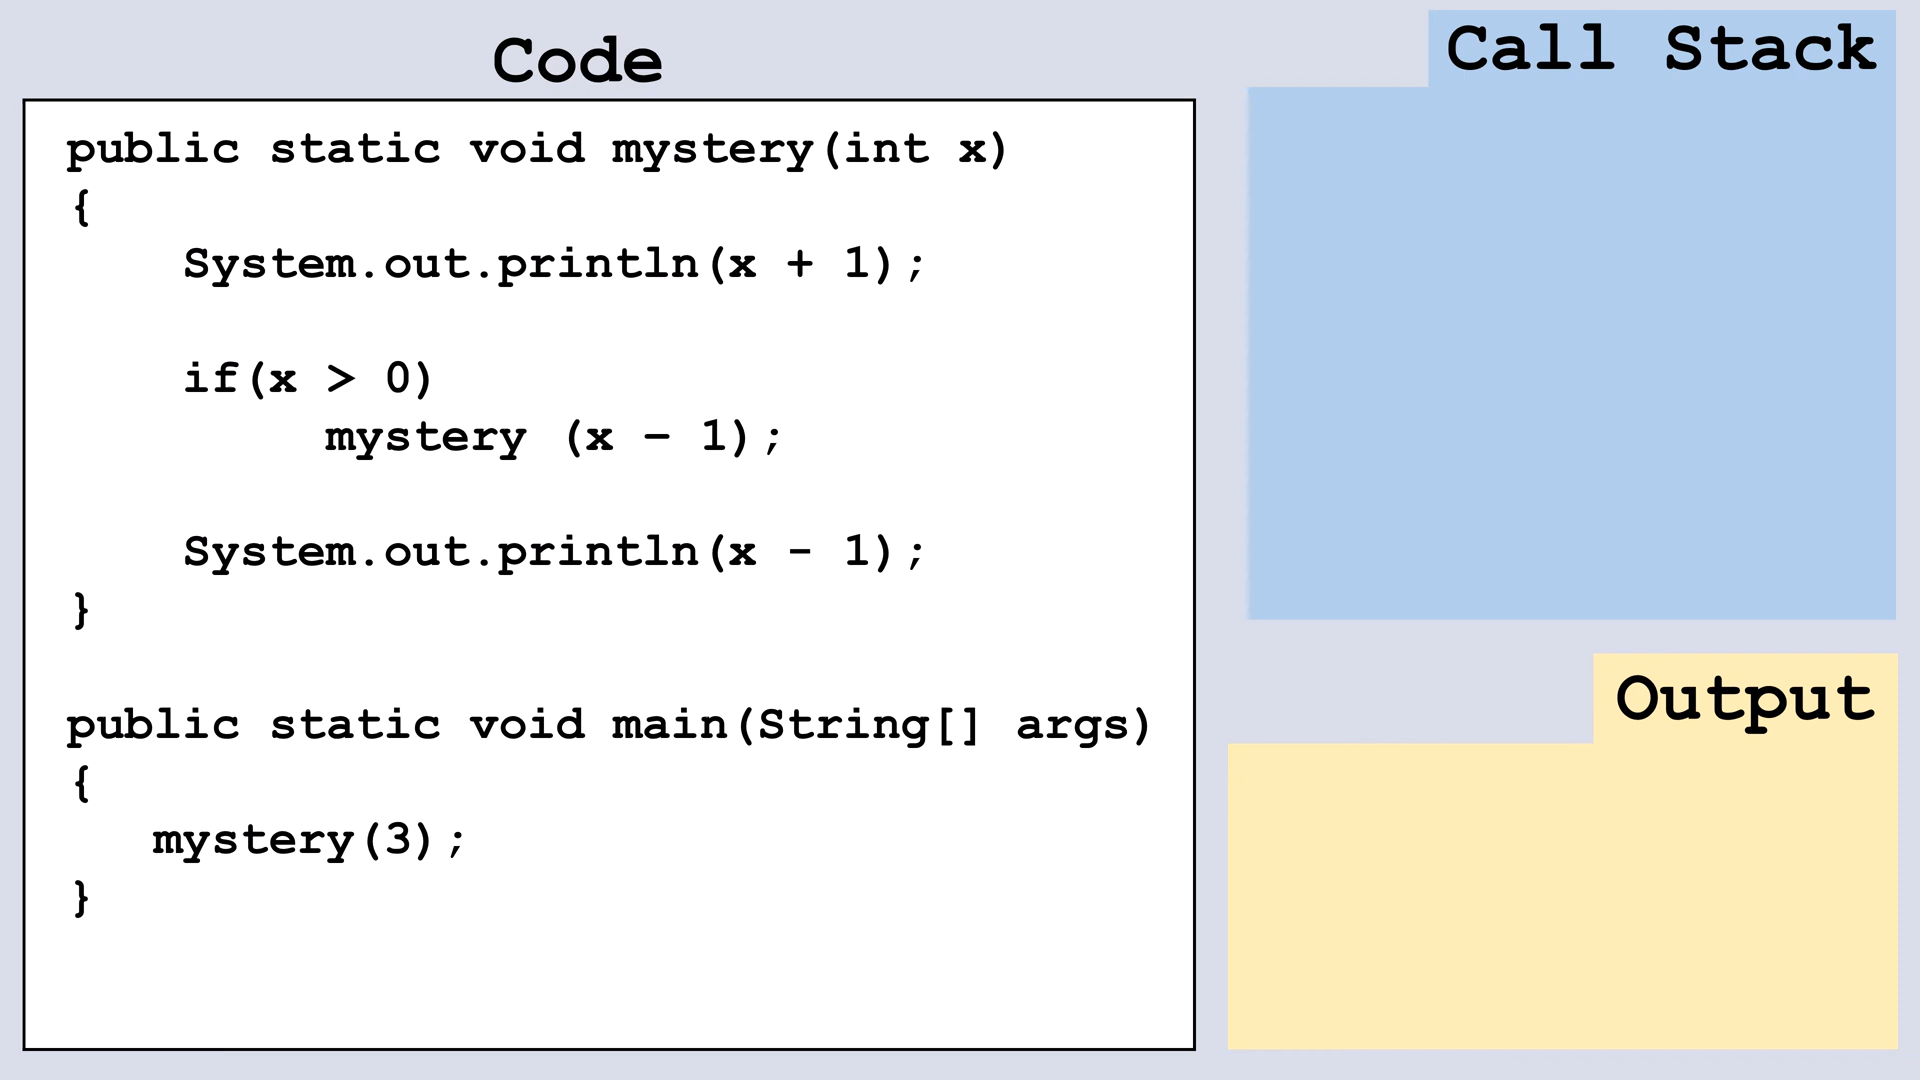 Code
public static void mystery(int x)
{
System.out.println(x + 1);
if(x > 0)
mystery (x – 1);
System.out.println(x - 1);
}
public static void main(String[] args)
{
mystery(3);
}
Call Stack
Output